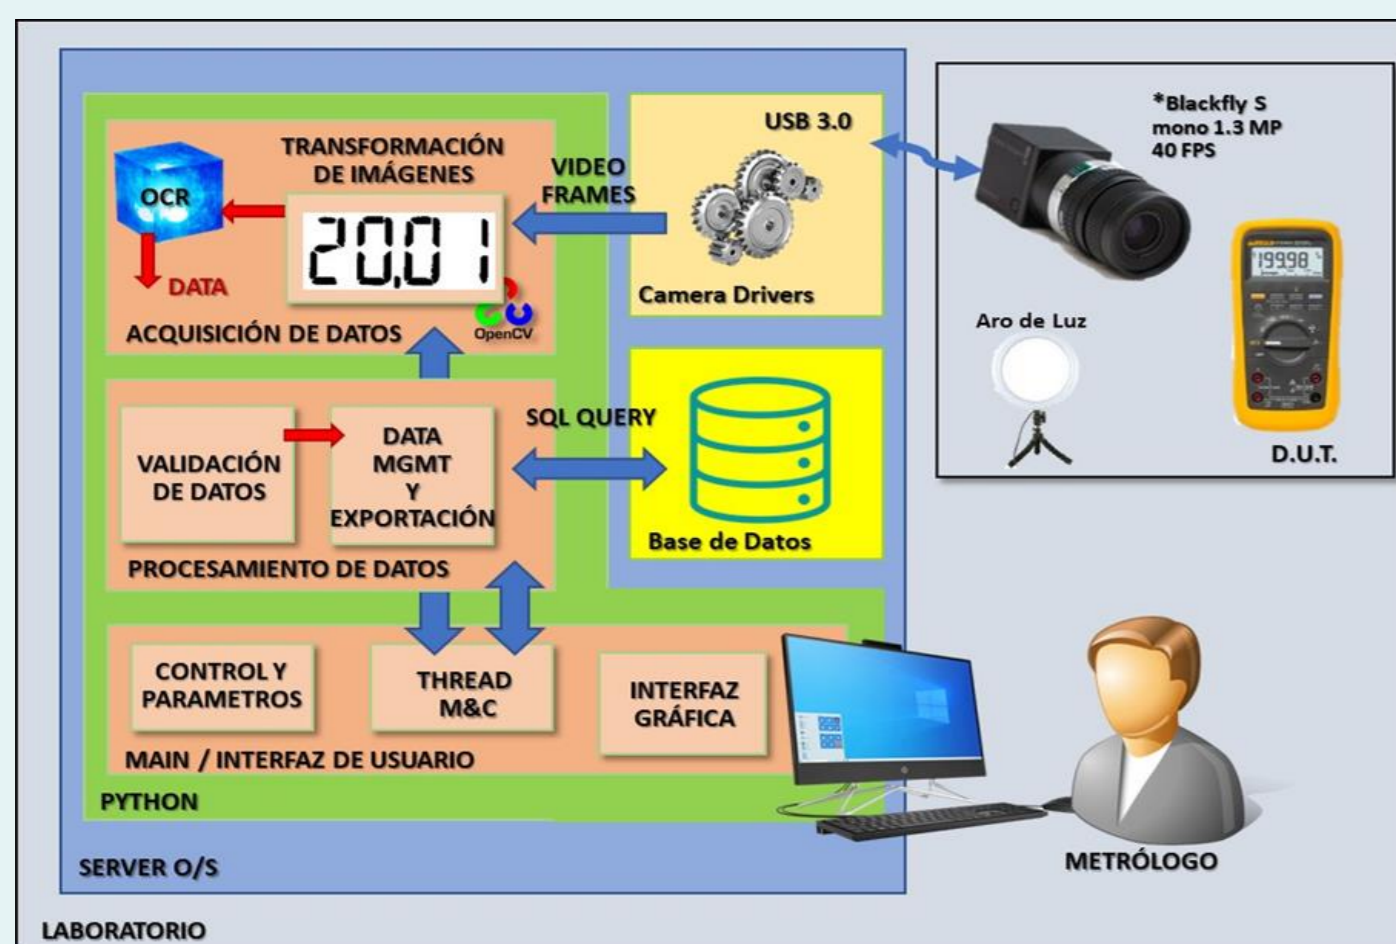 TRANSFORMACIÓN
DE IMÁGENES
OCR
20.01
DATA
ACQUISICIÓN DE DATOS
OpenCV
VIDEO
FRAMES
USB 3.0
Camera Drivers
*Blackfly S
mono 1.3 MP
40 FPS
Aro de Luz
199.98
D.U.T.
VALIDACIÓN
DE DATOS
DATA
MGMT
Y
EXPORTACIÓN
PROCESAMIENTO DE DATOS
SQL QUERY
Base de Datos
CONTROL Y
PARAMETROS
THREAD
M&C
INTERFAZ
GRÁFICA
MAIN / INTERFAZ DE USUARIO
PYTHON
SERVER O/S
METRÓLOGO
LABORATORIO